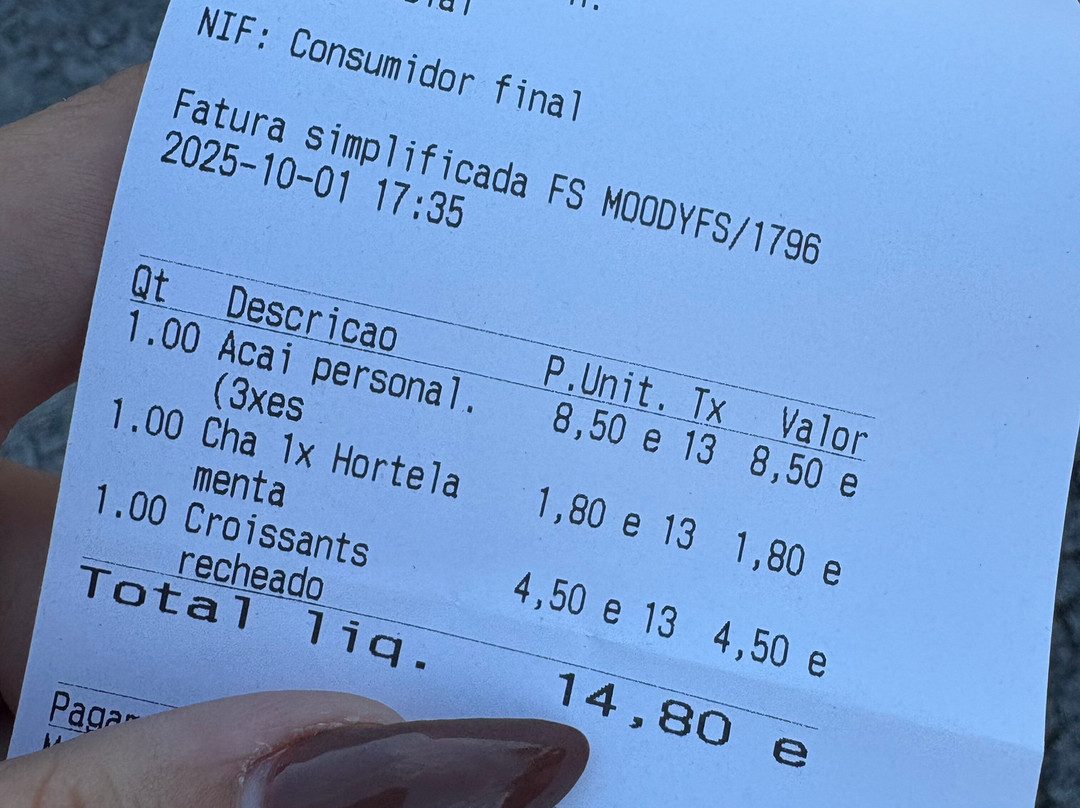 NIF: Consumidor final
Fatura simplificada FS MOODYFS/1796
2025-10-01 17:35
Qt Descricao P.Unit. Tx Valor
1.00 Acai personal. 8,50 e 13 8,50 e
(3xes
1.00 Cha 1x Hortela 1,80 e 13 1,80 e
menta
1.00 Croissants 4,50 e 13 4,50 e
recheado
Total liq. 14,80 e